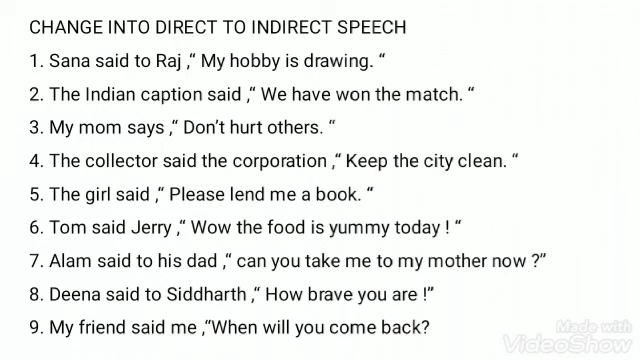 CHANGE INTO DIRECT TO INDIRECT SPEECH
1. Sana said to Raj ,“ My hobby is drawing. “
2. The Indian caption said ,“ We have won the match. “
3. My mom says ,“ Don’t hurt others. “
4. The collector said the corporation ,“ Keep the city clean. “
5. The girl said ,“ Please lend me a book. “
6. Tom said Jerry ,“ Wow the food is yummy today ! “
7. Alam said to his dad ,“ can you take me to my mother now ?”
8. Deena said to Siddharth ,“ How brave you are !”
9. My friend said me ,“When will you come back?
Made with
VideoShow